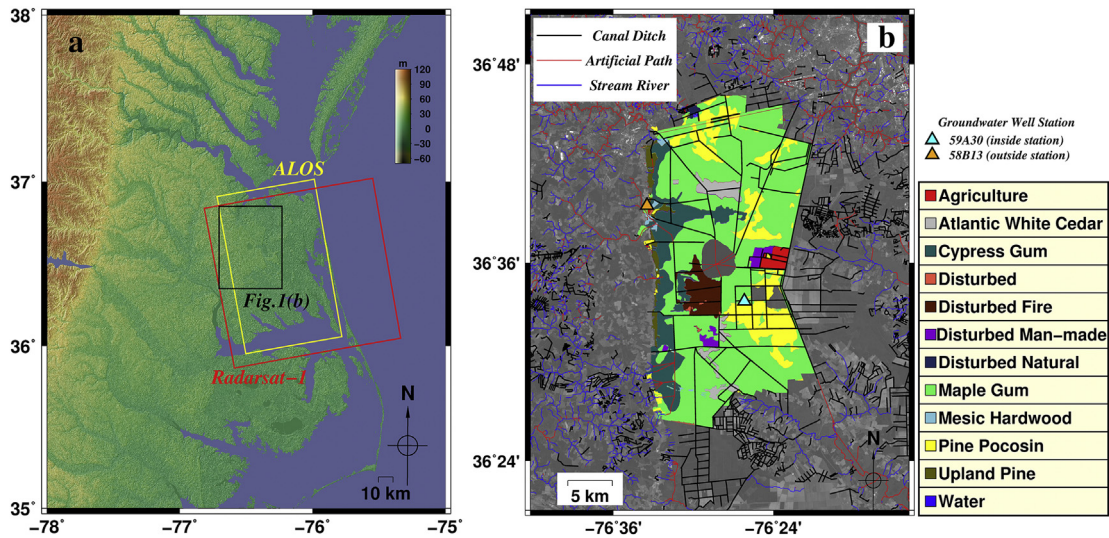 a
m
120
90
60
30
0
−30
−60
ALOS
Fig.1(b)
Radarsat−1
N
10 km
38°
37°
36°
35°
−78°
−77°
−76°
−75°
b
Canal Ditch
Artificial Path
Stream River
36°48'
36°36'
36°24'
−76°36'
−76°24'
N
5 km
Groundwater Well Station
59A30 (inside station)
58B13 (outside station)
Agriculture
Atlantic White Cedar
Cypress Gum
Disturbed
Disturbed Fire
Disturbed Man−made
Disturbed Natural
Maple Gum
Mesic Hardwood
Pine Pocosin
Upland Pine
Water